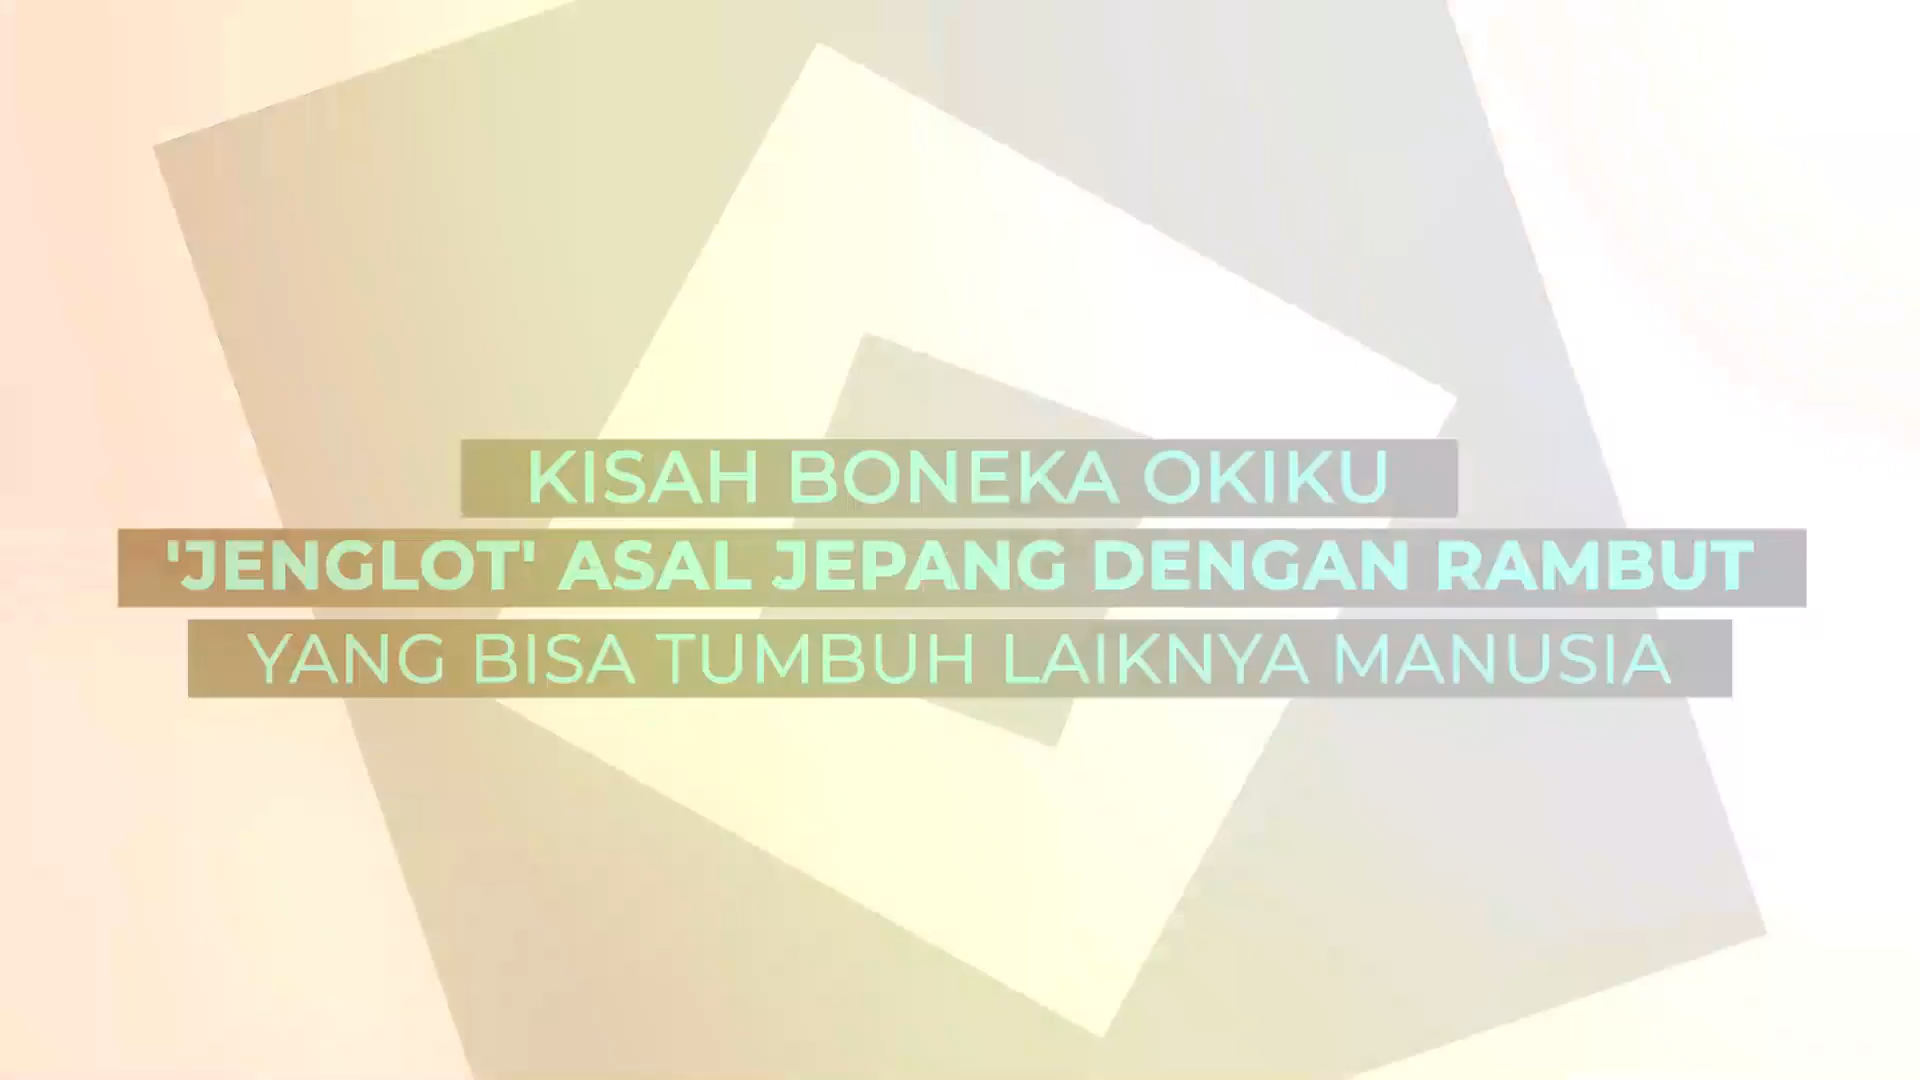 KISAH BONEKA OKIKU
'JENGLOT' ASAL JEPANG DENGAN RAMBUT
YANG BISA TUMBUH LAIKNYA MANUSIA